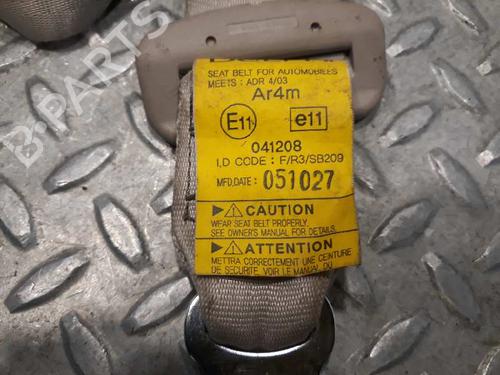 SEAT BELT FOR AUTOMOBILES
MEETS : ADR 4/03
Ar4m
E11 e11
041208
I,D CODE : F/R3/SB209
MFD,DATE : 051027
▶⚠CAUTION
WEAR SEAT BELT PROPERLY
SEE OWNER'S MANUAL FOR DETAILS.
▶⚠ATTENTION
METTRA CORRECTEMENT UNE CEINTURE
DE SECURITE, VOIR LE MANUAL DU
B-PARTS